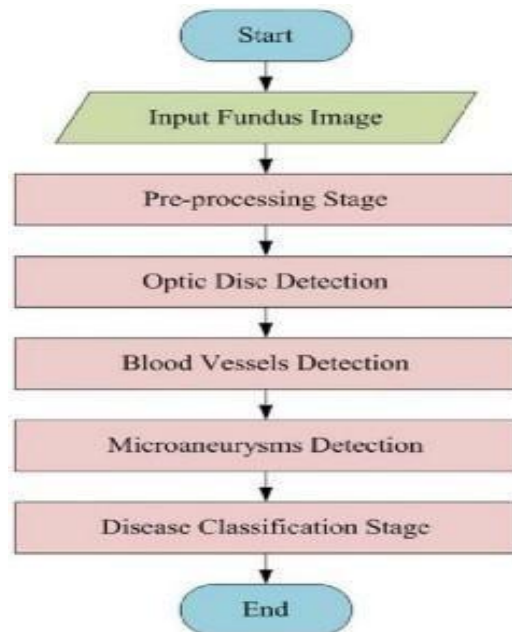 Start
Input Fundus Image
Pre-processing Stage
Optic Disc Detection
Blood Vessels Detection
Microaneurysms Detection
Disease Classification Stage
End